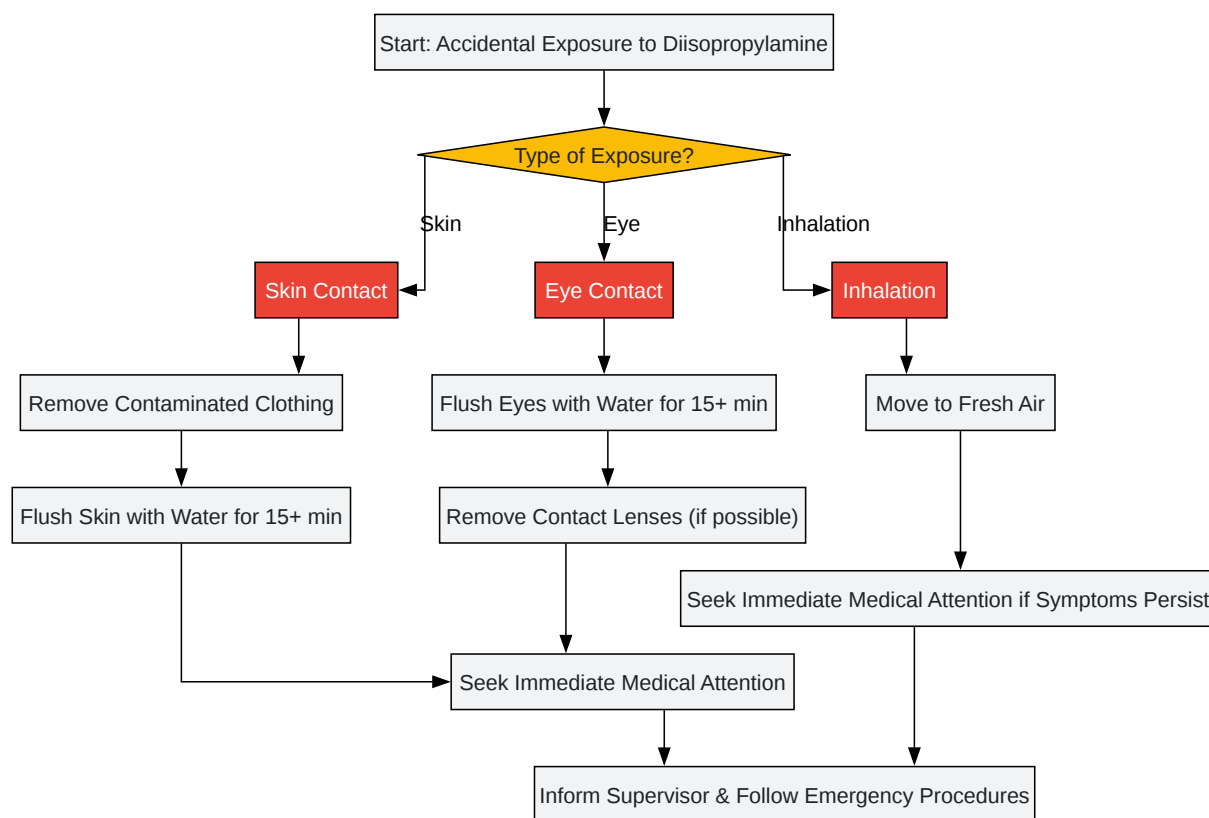 Start: Accidental Exposure to Diisopropylamine
Type of Exposure?
Skin
Eye
Inhalation
Skin Contact
Eye Contact
Inhalation
Remove Contaminated Clothing
Flush Eyes with Water for 15+ min
Move to Fresh Air
Flush Skin with Water for 15+ min
Remove Contact Lenses (if possible)
Seek Immediate Medical Attention if Symptoms Persist
Seek Immediate Medical Attention
Inform Supervisor & Follow Emergency Procedures